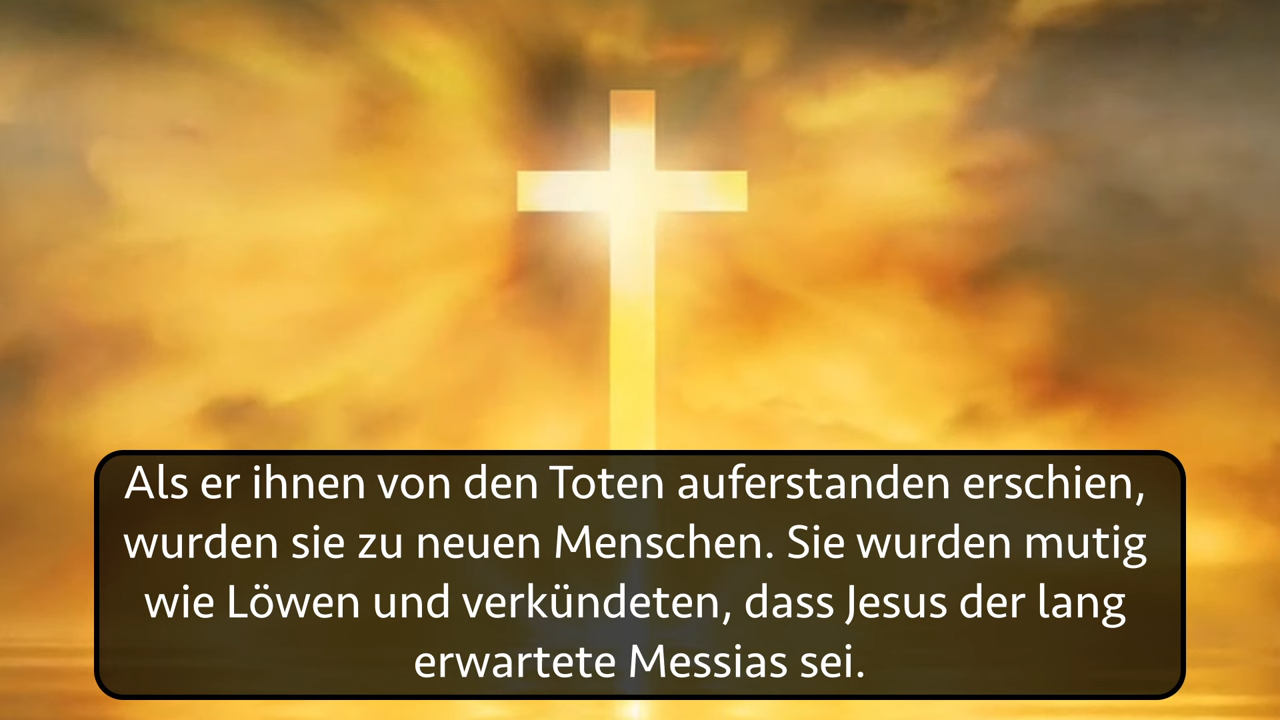 Als er ihnen von den Toten auferstanden erschien,
wurden sie zu neuen Menschen. Sie wurden mutig
wie Löwen und verkündeten, dass Jesus der lang
erwartete Messias sei.